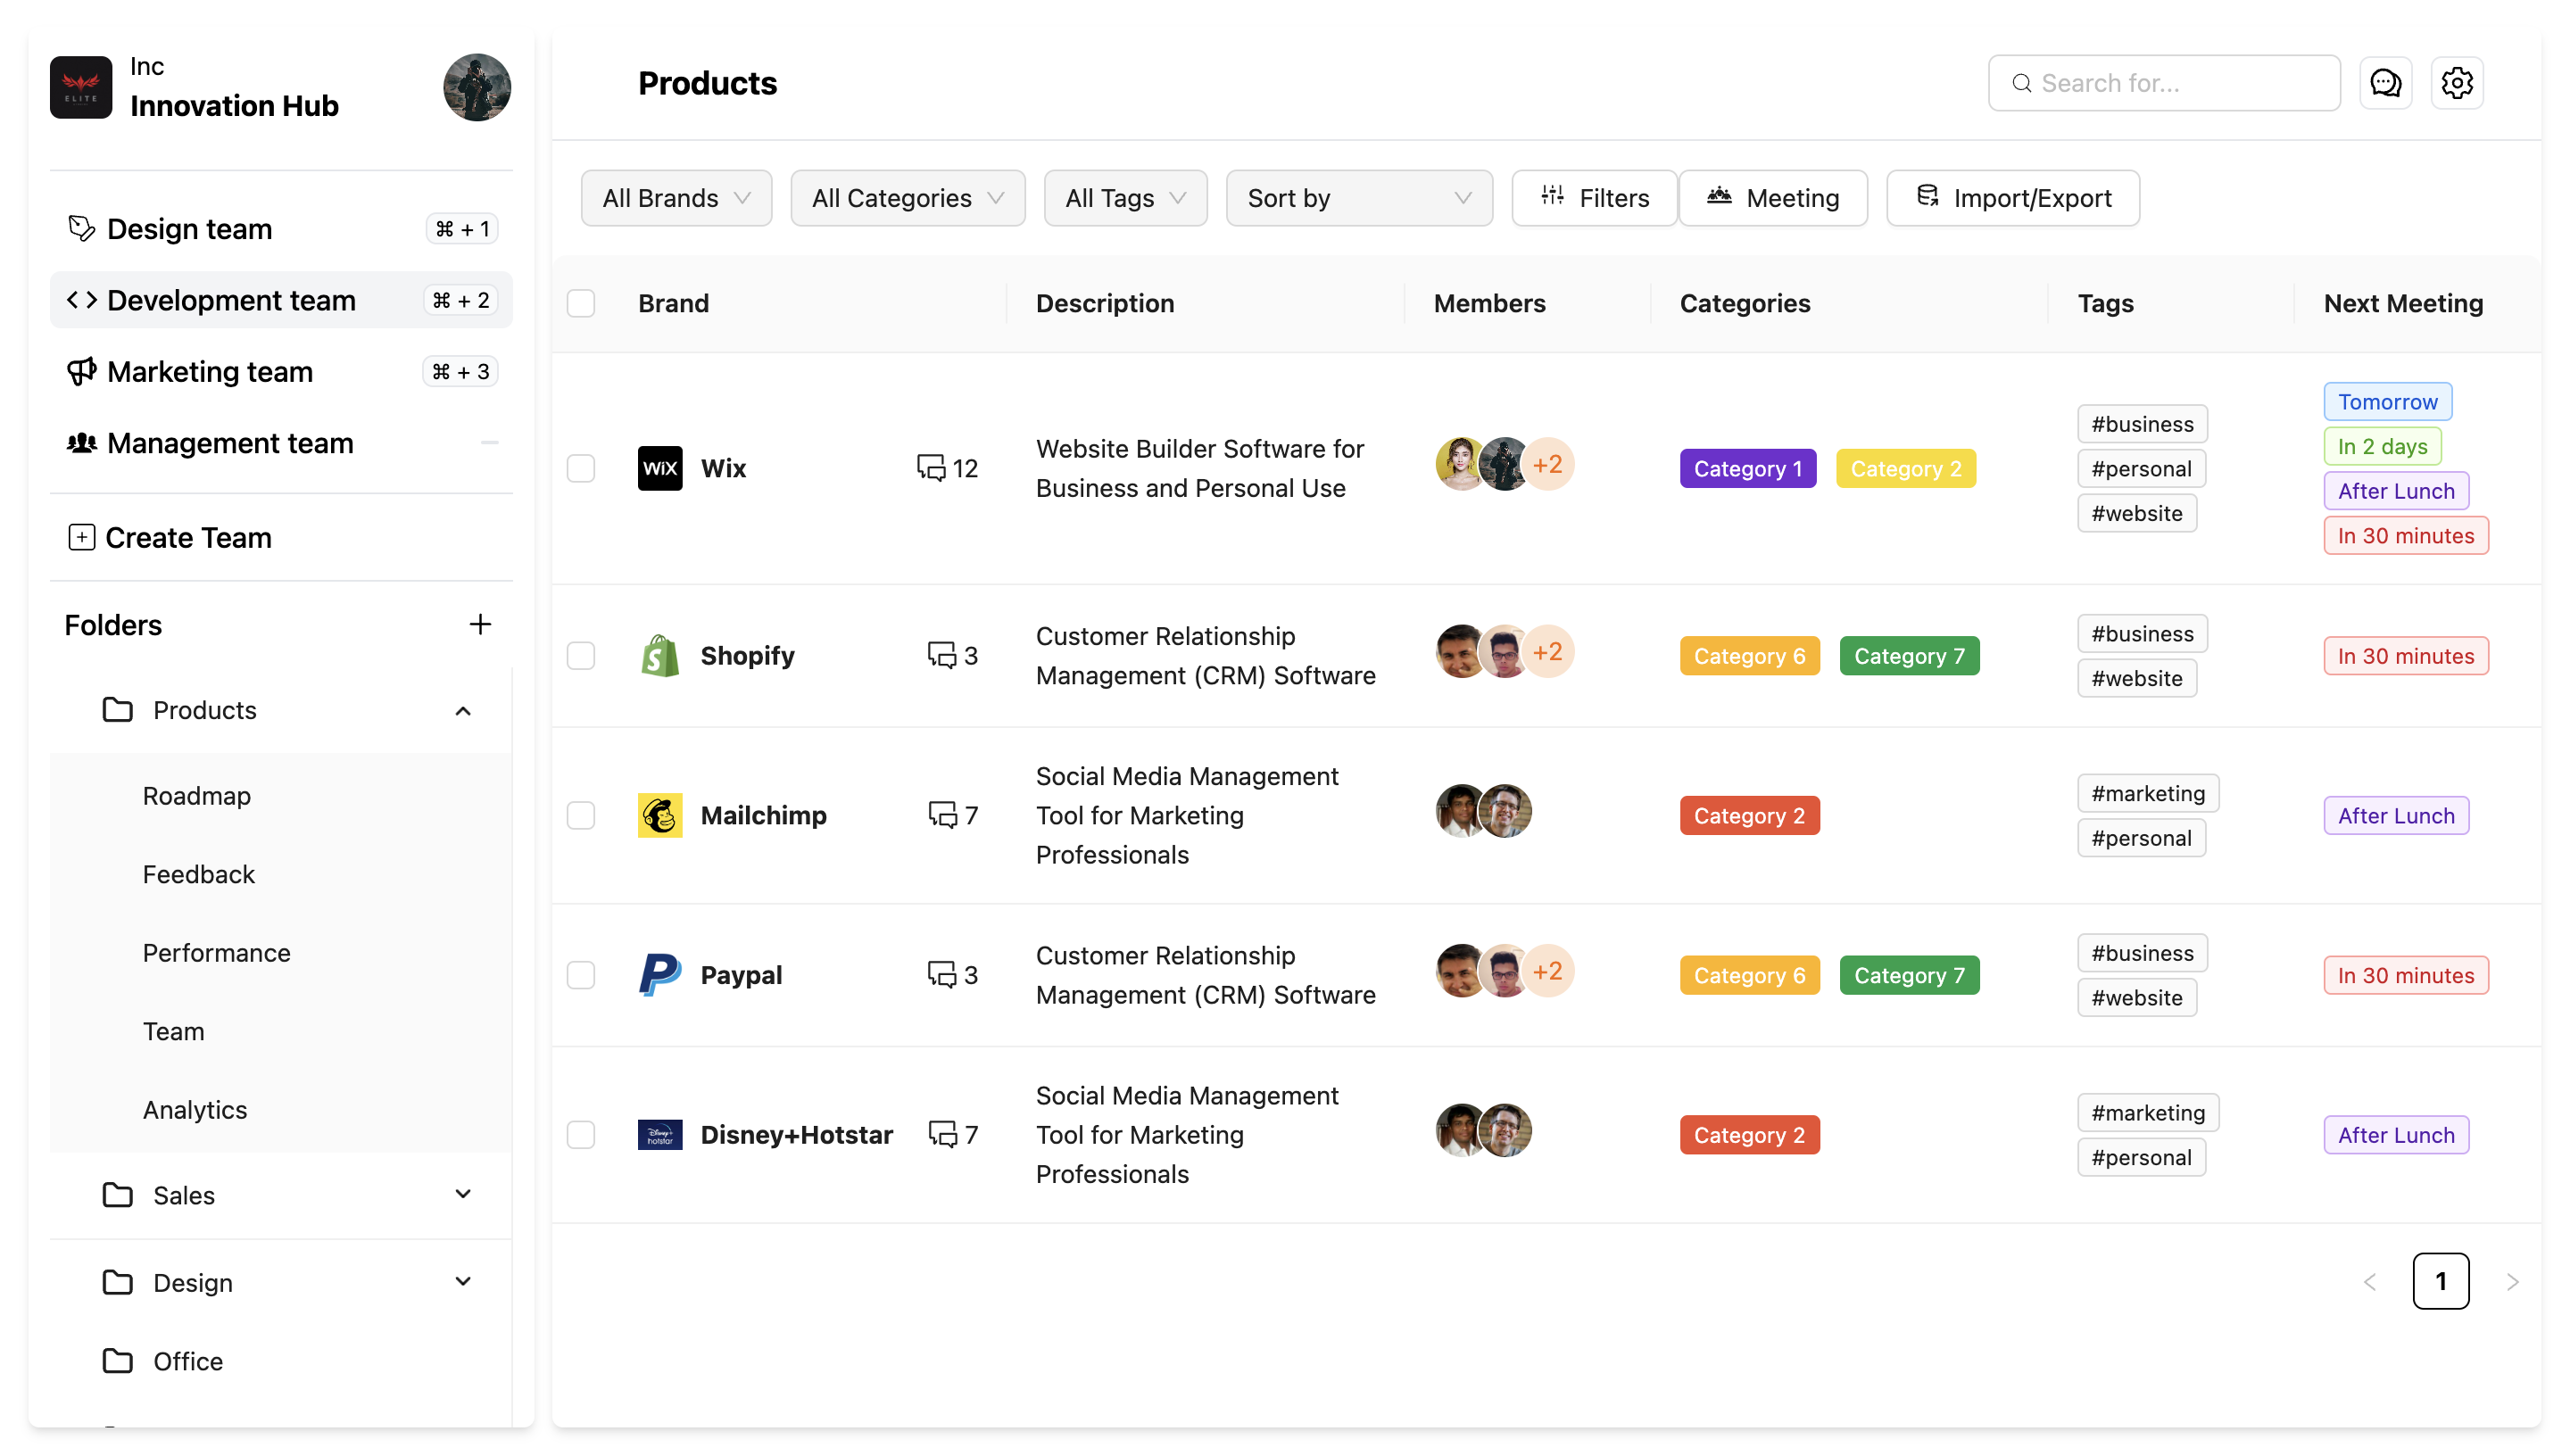 ELITE
Inc
Innovation Hub
Design team
⌘ + 1
Development team
⌘ + 2
Marketing team
⌘ + 3
Management team
Create Team
Folders
Products
Roadmap
Feedback
Performance
Team
Analytics
Sales
Design
Office
Products
Search for...
All Brands
All Categories
All Tags
Sort by
Filters
Meeting
Import/Export
Brand
Description
Members
Categories
Tags
Next Meeting
WiX
Wix
12
Website Builder Software for
Business and Personal Use
+2
Category 1
Category 2
#business
#personal
#website
Tomorrow
In 2 days
After Lunch
In 30 minutes
Shopify
3
Customer Relationship
Management (CRM) Software
+2
Category 6
Category 7
#business
#website
In 30 minutes
Mailchimp
7
Social Media Management
Tool for Marketing
Professionals
Category 2
#marketing
#personal
After Lunch
Paypal
3
Customer Relationship
Management (CRM) Software
+2
Category 6
Category 7
#business
#website
In 30 minutes
Disney+
hotstar
Disney+Hotstar
7
Social Media Management
Tool for Marketing
Professionals
Category 2
#marketing
#personal
After Lunch
1